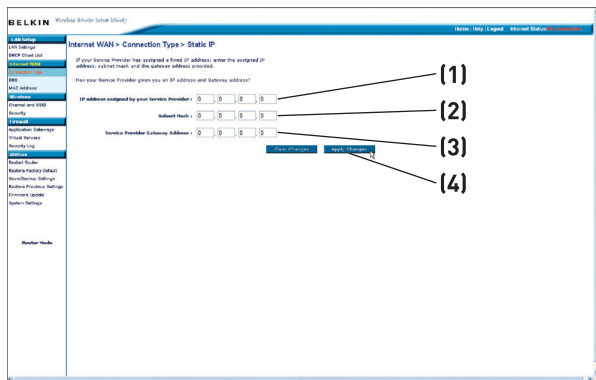 BELKIN Wireless Router Setup Utility
Home | Help | Logout Internet Status: No Connection
LAN Setup
LAN Settings
DHCP Client List
Internet WAN
Connection Type
DNS
MAC Address
Wireless
Channel and SSID
Security
Firewall
Application Gateways
Virtual Servers
Security Log
Utilities
Restart Router
Restore Factory Default
Save/Backup Settings
Restore Previous Settings
Firmware Update
System Settings
Router Mode
Internet WAN > Connection Type > Static IP
If your Service Provider has assigned a fixed IP address; enter the assigned IP
address, subnet mask and the gateway address provided.
Has your Service Provider given you an IP address and Gateway address?
IP address assigned by your Service Provider : 0 . 0 . 0 . 0
Subnet Mask : 0 . 0 . 0 . 0
Service Provider Gateway Address : 0 . 0 . 0 . 0
Clear Changes Apply Changes
(1)
(2)
(3)
(4)